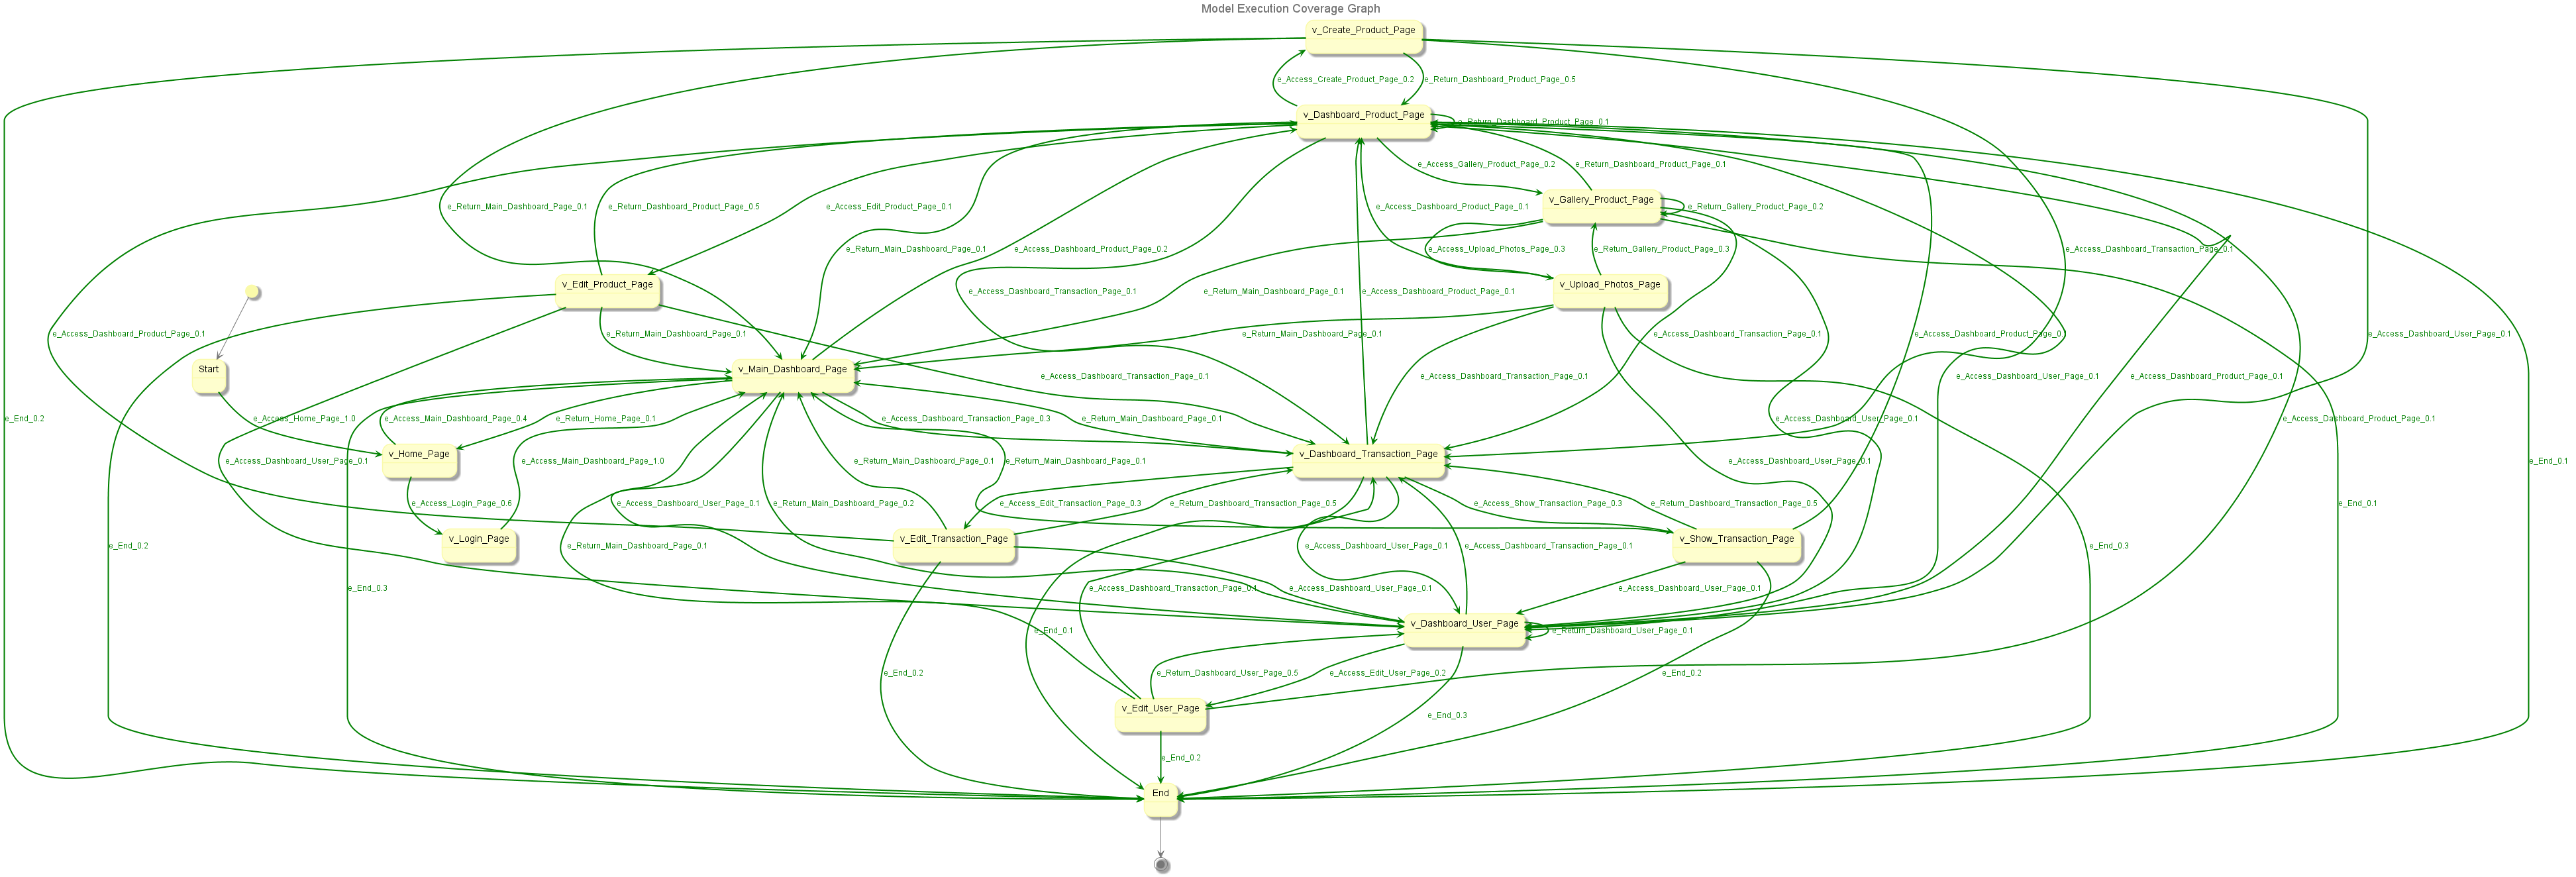 Model Execution Coverage Graph
v_Create_Product_Page
e_Access_Create_Product_Page_0.2
e_Return_Dashboard_Product_Page_0.5
v_Dashboard_Product_Page
e_Return_Dashboard_Product_Page_0.1
e_Access_Gallery_Product_Page_0.2
e_Return_Dashboard_Product_Page_0.1
v_Gallery_Product_Page
e_Return_Main_Dashboard_Page_0.1
e_Return_Dashboard_Product_Page_0.5
e_Access_Edit_Product_Page_0.1
e_Access_Dashboard_Product_Page_0.1
e_Return_Gallery_Product_Page_0.2
e_Return_Main_Dashboard_Page_0.1
e_Access_Dashboard_Product_Page_0.2
e_Access_Upload_Photos_Page_0.3
e_Return_Gallery_Product_Page_0.3
e_Access_Dashboard_Transaction_Page_0.1
v_Edit_Product_Page
v_Upload_Photos_Page
e_Access_Dashboard_Transaction_Page_0.1
e_Return_Main_Dashboard_Page_0.1
e_Access_Dashboard_Product_Page_0.1
e_Access_Dashboard_Product_Page_0.1
e_Return_Main_Dashboard_Page_0.1
e_Return_Main_Dashboard_Page_0.1
e_Access_Dashboard_Transaction_Page_0.1
e_Access_Dashboard_Product_Page_0.1
e_Access_Dashboard_User_Page_0.1
Start
v_Main_Dashboard_Page
e_Access_Dashboard_Transaction_Page_0.1
e_Access_Dashboard_Transaction_Page_0.1
e_Access_Dashboard_User_Page_0.1
e_Access_Dashboard_Product_Page_0.1
e_End_0.2
e_Access_Home_Page_1.0
e_Access_Main_Dashboard_Page_0.4
e_Return_Home_Page_0.1
e_Access_Dashboard_Transaction_Page_0.3
e_Return_Main_Dashboard_Page_0.1
e_Access_Dashboard_User_Page_0.1
e_Access_Dashboard_Product_Page_0.1
v_Home_Page
v_Dashboard_Transaction_Page
e_Access_Dashboard_User_Page_0.1
e_Access_Main_Dashboard_Page_1.0
e_Return_Main_Dashboard_Page_0.1
e_Return_Main_Dashboard_Page_0.1
e_Access_Dashboard_User_Page_0.1
e_End_0.1
e_Access_Login_Page_0.6
e_Access_Dashboard_User_Page_0.1
e_Return_Main_Dashboard_Page_0.2
e_Access_Edit_Transaction_Page_0.3
e_Return_Dashboard_Transaction_Page_0.5
e_Access_Show_Transaction_Page_0.3
e_Return_Dashboard_Transaction_Page_0.5
e_End_0.1
v_Login_Page
v_Edit_Transaction_Page
v_Show_Transaction_Page
e_End_0.2
e_Return_Main_Dashboard_Page_0.1
e_Access_Dashboard_User_Page_0.1
e_Access_Dashboard_Transaction_Page_0.1
e_End_0.3
e_End_0.3
e_Access_Dashboard_Transaction_Page_0.1
e_Access_Dashboard_User_Page_0.1
e_Access_Dashboard_User_Page_0.1
v_Dashboard_User_Page
e_End_0.1
e_Return_Dashboard_User_Page_0.1
e_End_0.2
e_Return_Dashboard_User_Page_0.5
e_Access_Edit_User_Page_0.2
e_End_0.2
v_Edit_User_Page
e_End_0.3
e_End_0.2
End